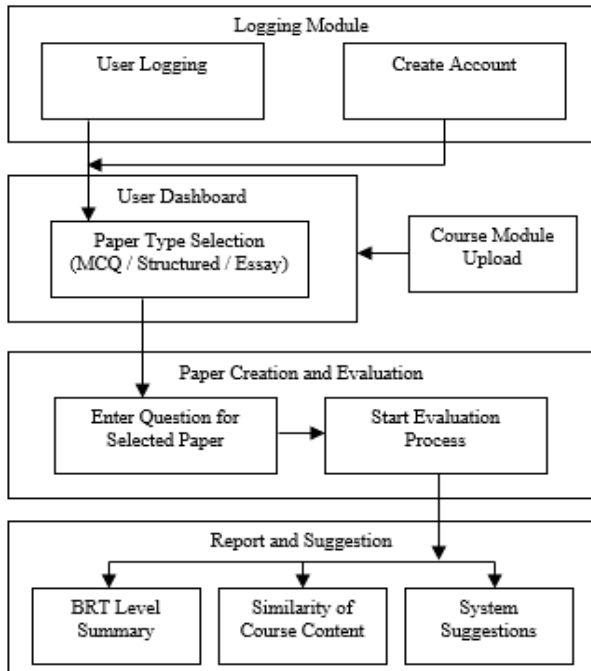 Logging Module
User Logging
Create Account
User Dashboard
Paper Type Selection
(MCQ / Structured / Essay)
Course Module
Upload
Paper Creation and Evaluation
Enter Question for
Selected Paper
Start Evaluation
Process
Report and Suggestion
BRT Level
Summary
Similarity of
Course Content
System
Suggestions